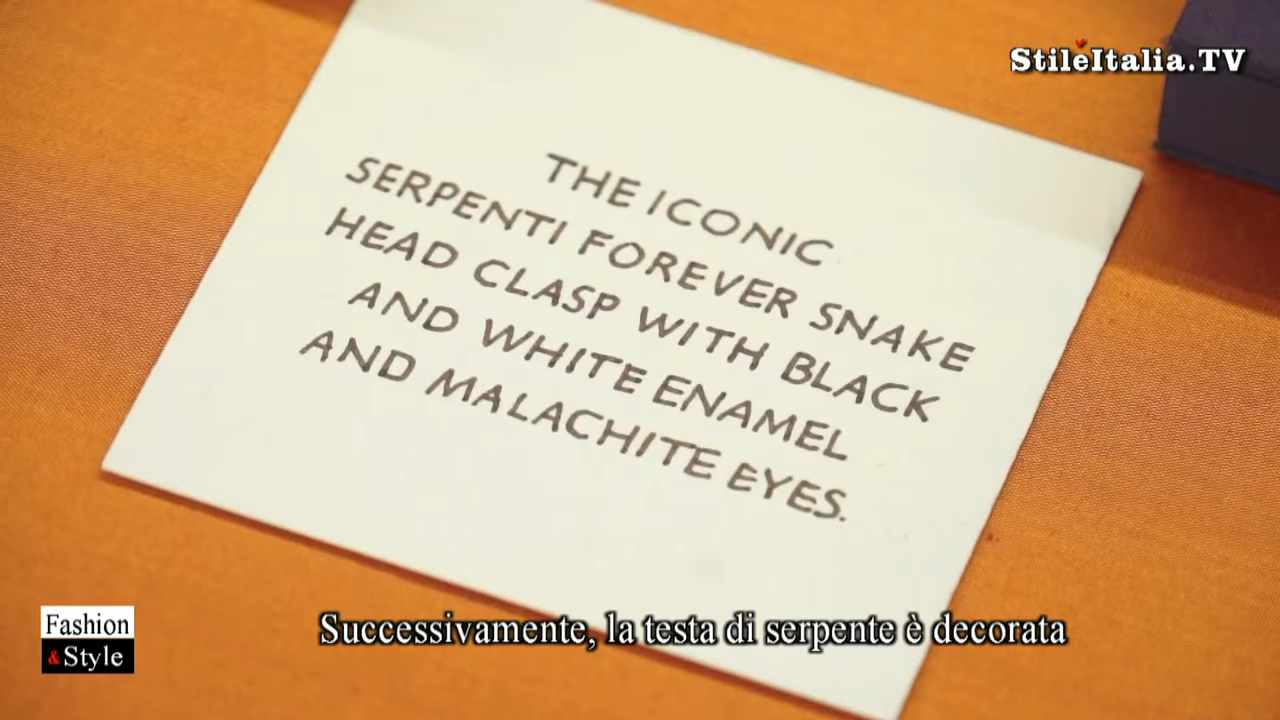 StileItalia.TV
THE ICONIC
SERPENTI FOREVER SNAKE
HEAD CLASP WITH BLACK
AND WHITE ENAMEL
AND MALACHITE EYES.
Fashion
&Style
Successivamente, la testa di serpente è decorata